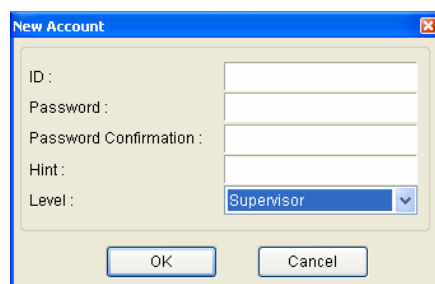 New Account
ID :
Password :
Password Confirmation :
Hint :
Level : Supervisor
OK Cancel